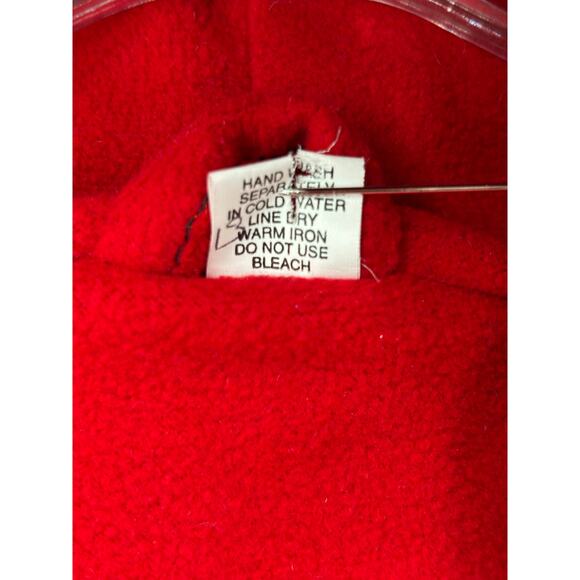 HAND WASH
SEPARATELY
IN COLD WATER
LINE DRY
WARM IRON
DO NOT USE
BLEACH